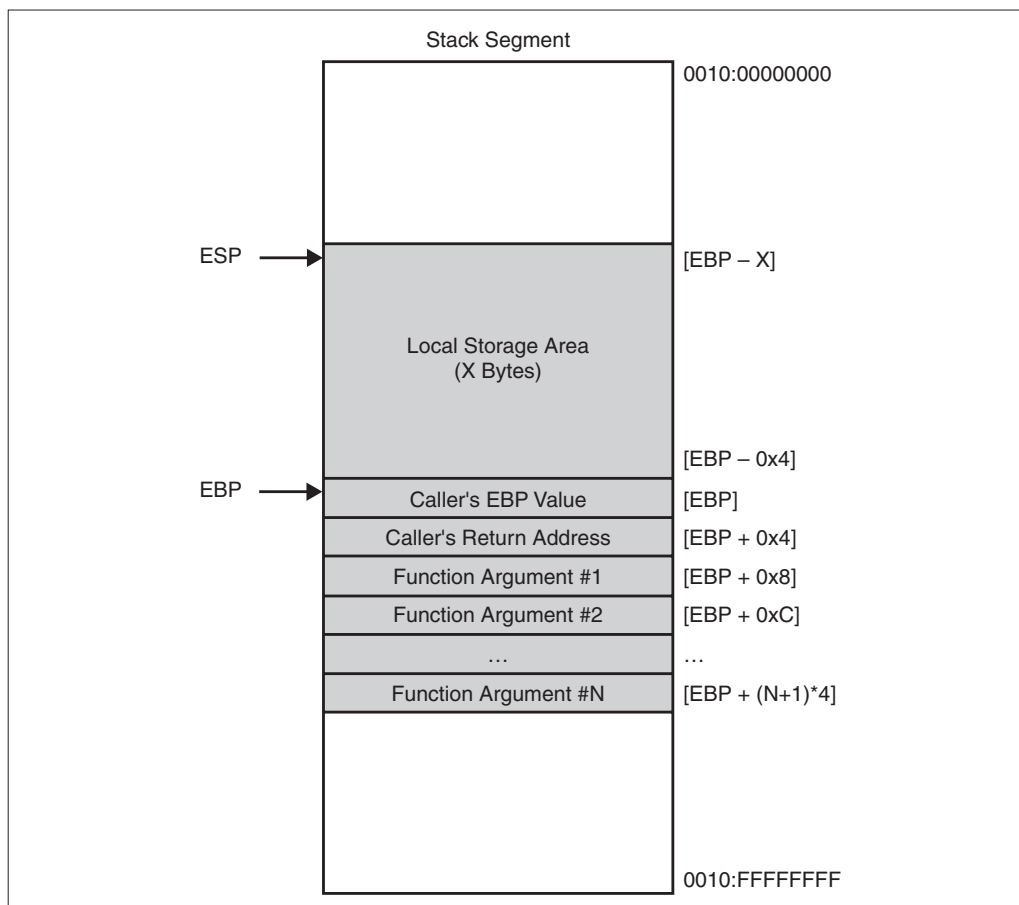 Stack Segment
0010:00000000
ESP
[EBP – X]
Local Storage Area
(X Bytes)
[EBP – 0x4]
EBP
Caller's EBP Value
[EBP]
Caller's Return Address
[EBP + 0x4]
Function Argument #1
[EBP + 0x8]
Function Argument #2
[EBP + 0xC]
…
…
Function Argument #N
[EBP + (N+1)*4]
0010:FFFFFFFF